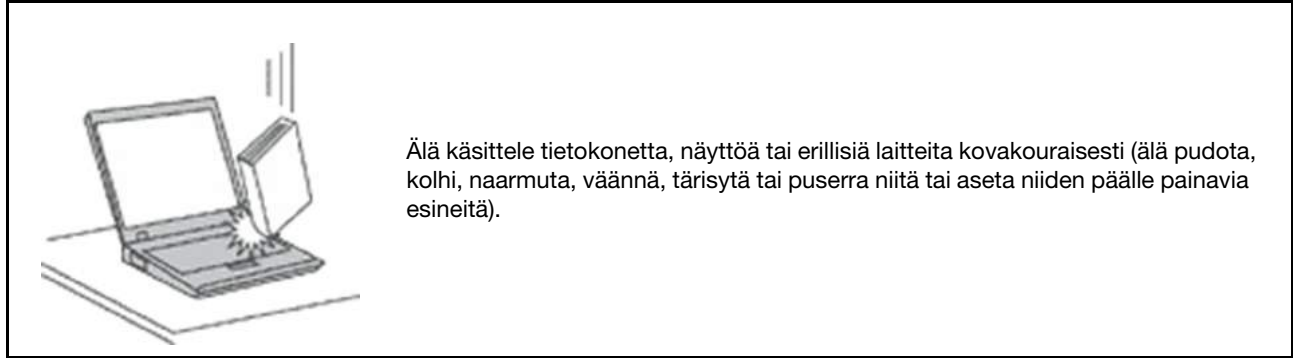 Älä käsittele tietokonetta, näyttöä tai erillisiä laitteita kovakouraisesti (älä pudota,
kolhi, naarmuta, väännä, tärisytä tai puserra niitä tai aseta niiden päälle painavia
esineitä).